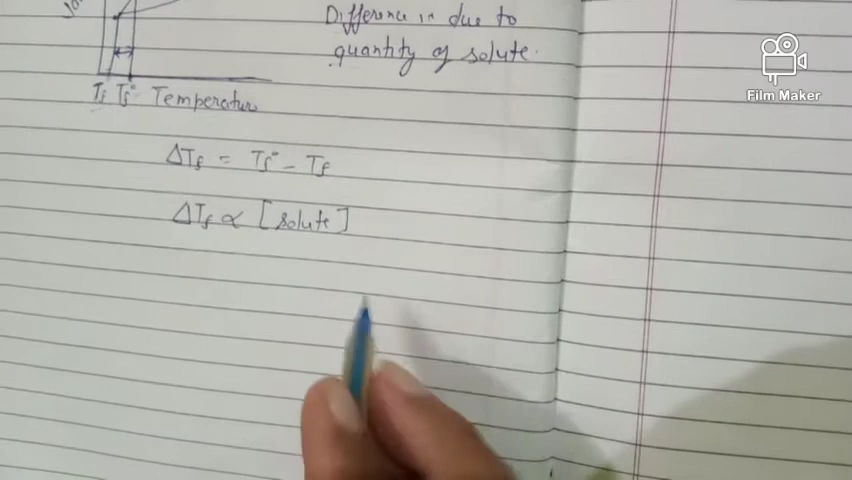 Difference is due to
quantity of solute.
Tf Tf° Temperature
ΔTf = Tf° - Tf
ΔTf ∝ [solute]
Film Maker